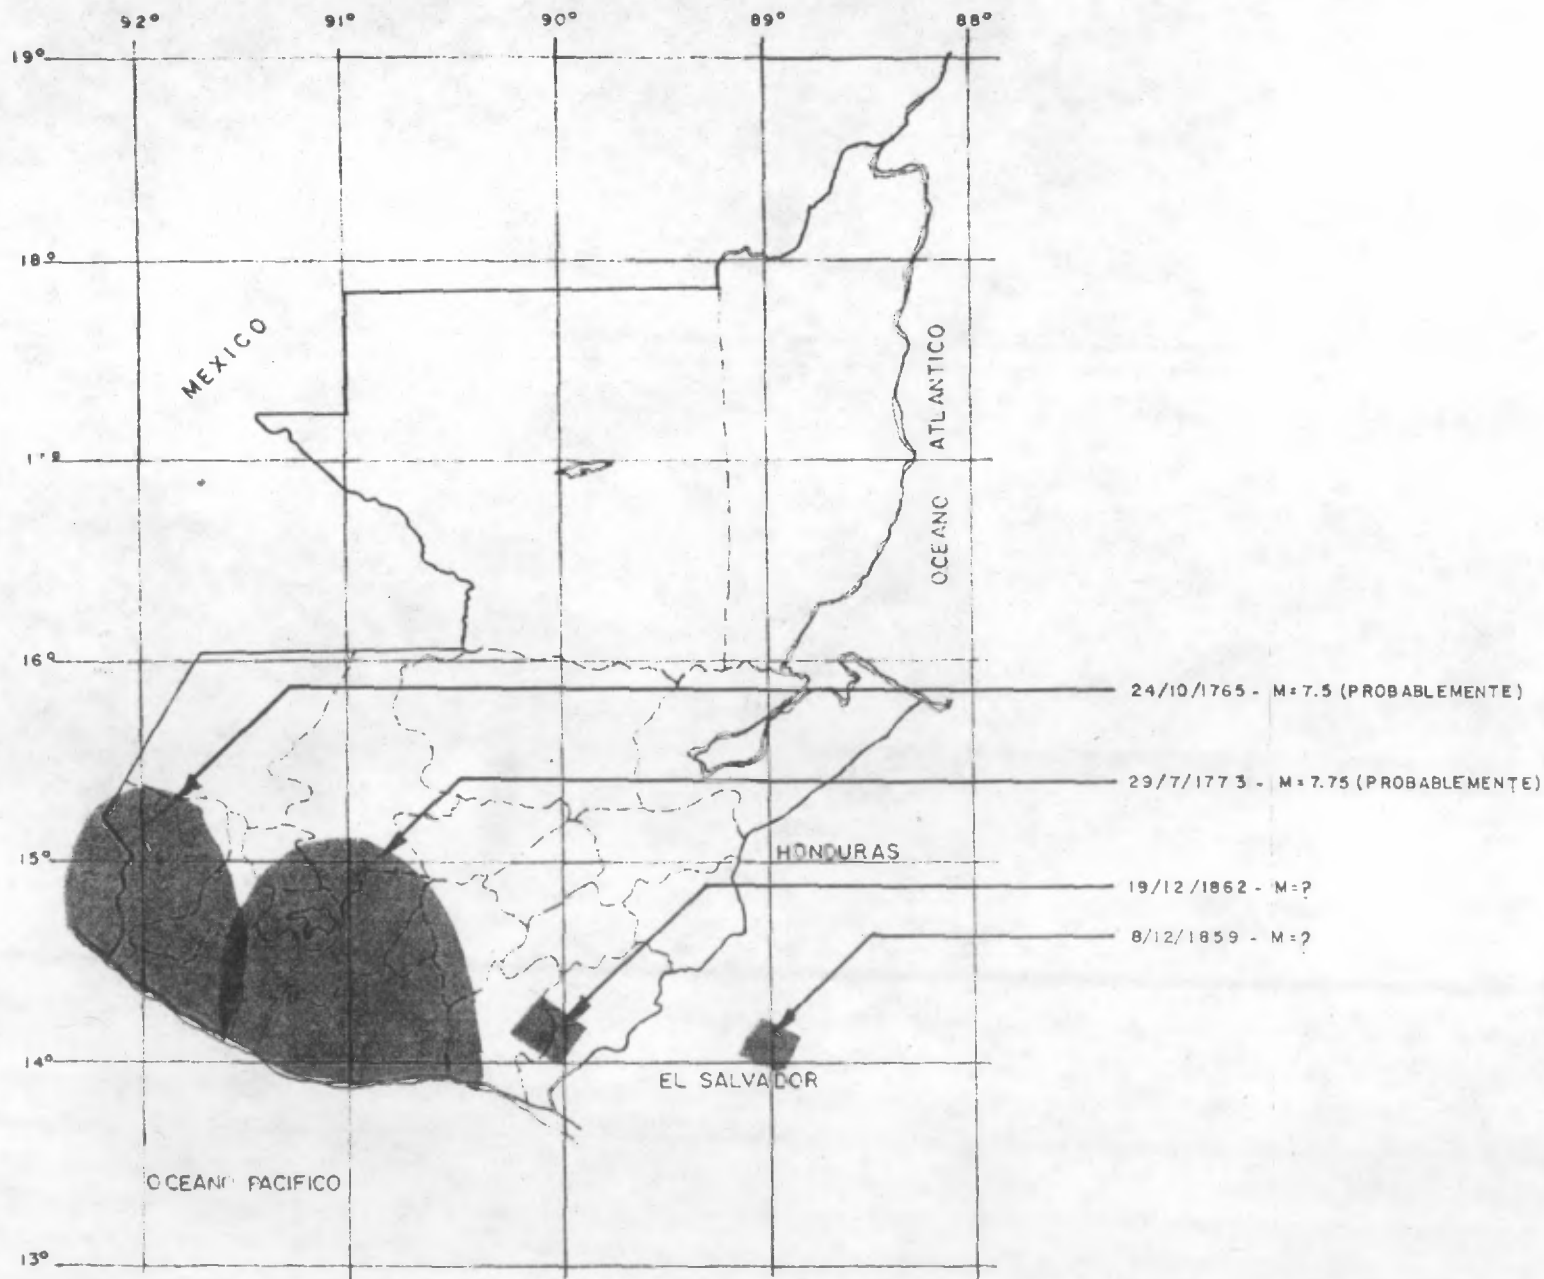 92° 91° 90° 89° 88°
19°
18°
MEXICO
OCEANO ATLANTICO
17°
16°
24/10/1765 - M=7.5 (PROBABLEMENTE)
29/7/1773 - M=7.75 (PROBABLEMENTE)
15°
HONDURAS
19/12/1862 - M=?
8/12/1859 - M=?
14°
EL SALVADOR
OCEANO PACIFICO
13°